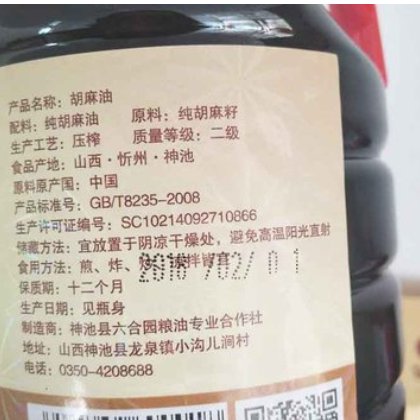 产品名称：胡麻油
配料：纯胡麻油 原料：纯胡麻籽
生产工艺：压榨 质量等级：二级
食品产地：山西·忻州·神池
原料原产国：中国
产品标准号：GB/T8235-2008
生产许可证编号：SC10214092710866
储藏方法：宜放置于阴凉干燥处，避免高温阳光直射
食用方法：煎、炸、
2018/02/01
保质期：十二个月
生产日期：见瓶身
制造商：神池县六合园粮油专业合作社
地址：山西神池县龙泉镇小沟儿涧村
电话：0350-4208688